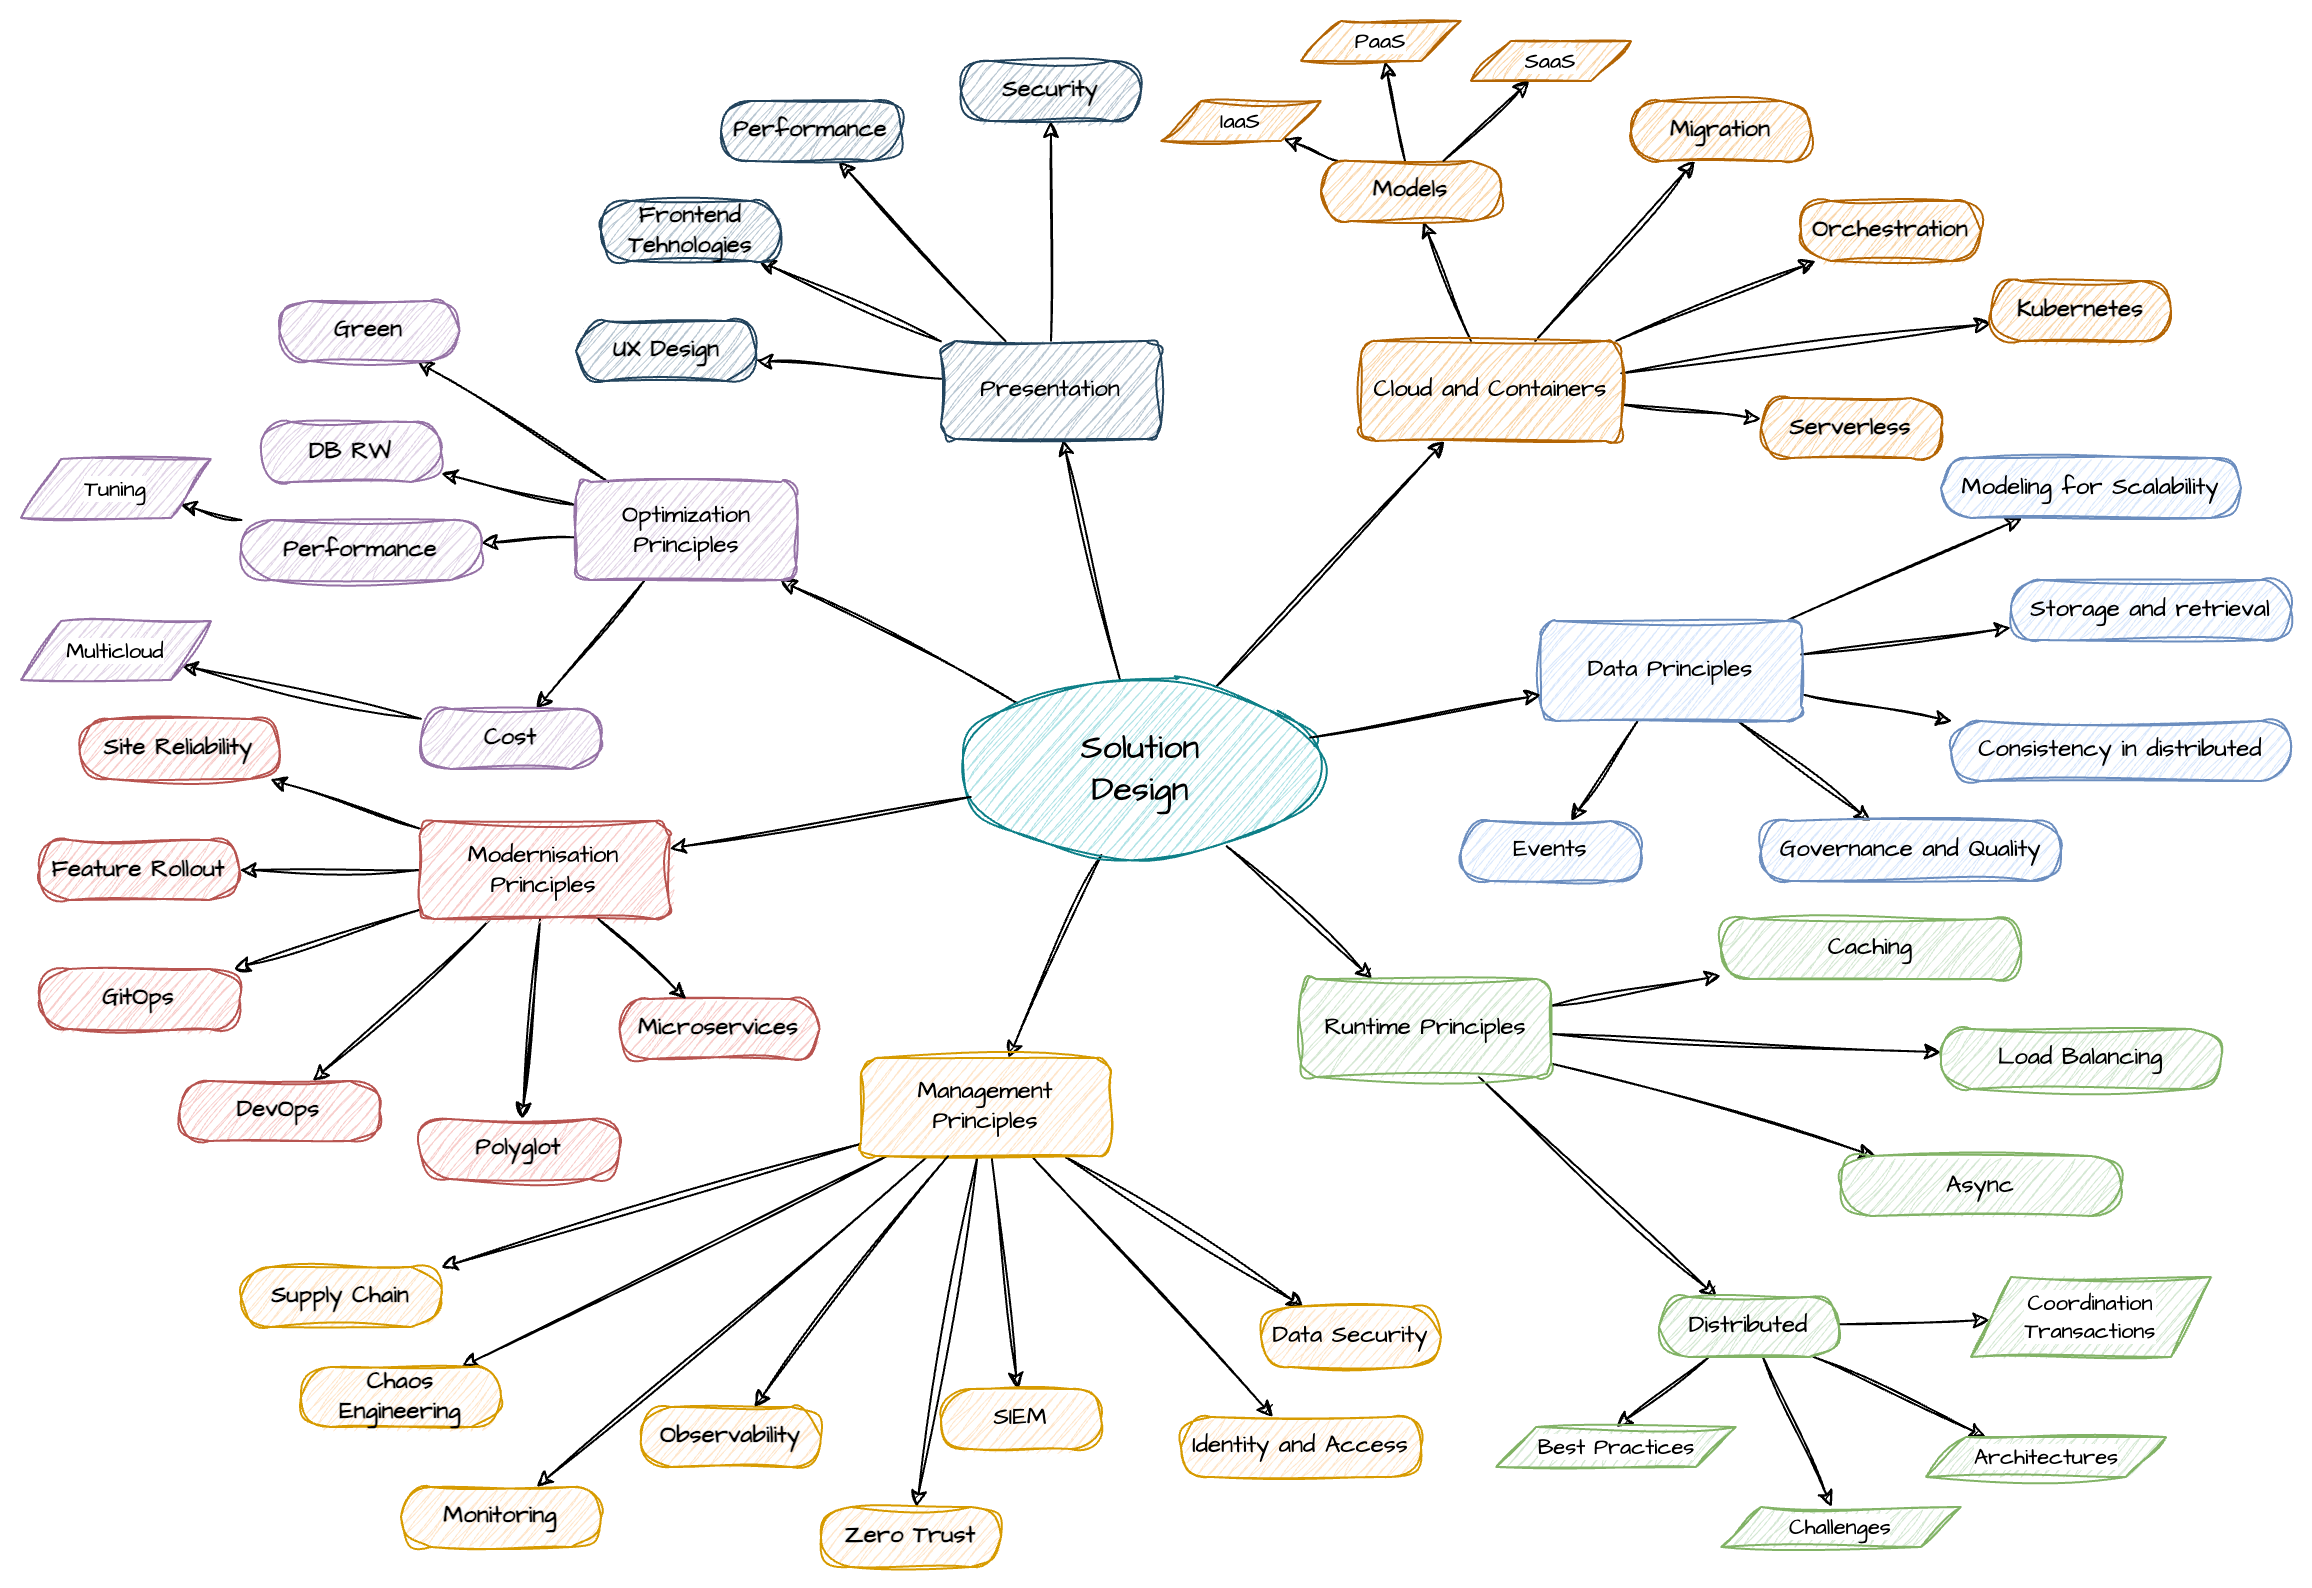 PaaS
SaaS
Security
IaaS
Performance
Migration
Models
Frontend
Tehnologies
Orchestration
Kubernetes
Green
UX Design
Presentation
Cloud and Containers
Serverless
DB RW
Tuning
Modeling for Scalability
Optimization
Principles
Performance
Storage and retrieval
Multicloud
Data Principles
Cost
Site Reliability
Solution
Design
Consistency in distributed
Modernisation
Principles
Feature Rollout
Events
Governance and Quality
Caching
GitOps
Microservices
Runtime Principles
Load Balancing
DevOps
Polyglot
Management
Principles
Async
Supply Chain
Data Security
Distributed
Coordination
Transactions
Chaos
Engineering
Observability
SIEM
Identity and Access
Best Practices
Architectures
Monitoring
Zero Trust
Challenges